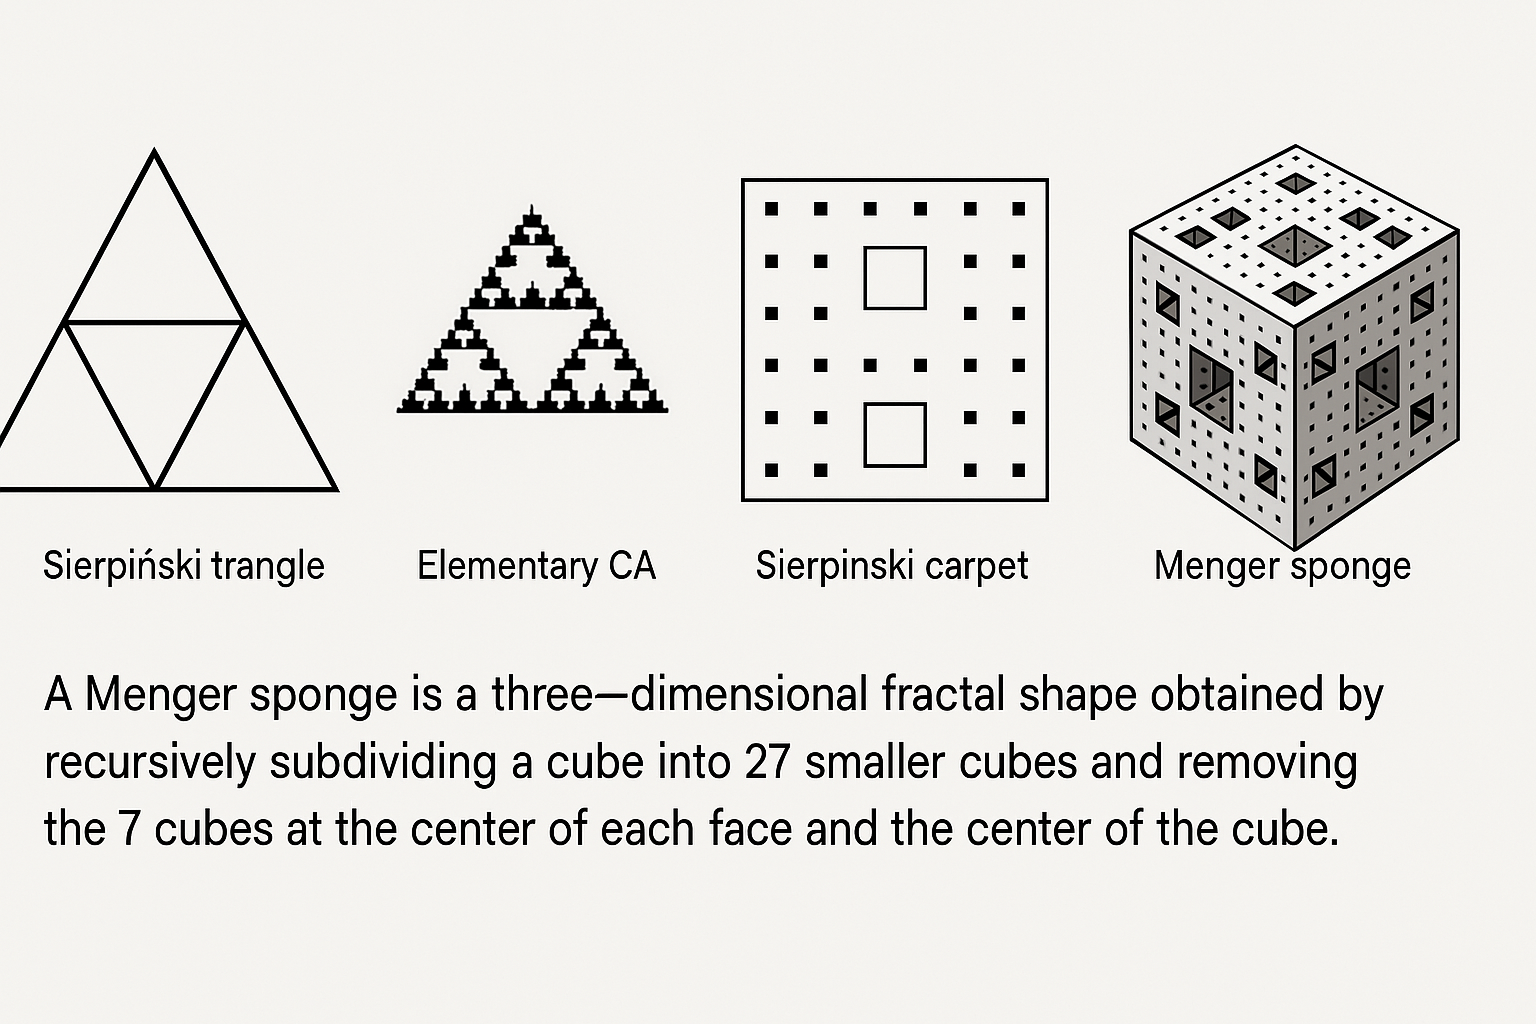 Sierpiński trangle
Elementary CA
Sierpinski carpet
Menger sponge
A Menger sponge is a three—dimensional fractal shape obtained by
recursively subdividing a cube into 27 smaller cubes and removing
the 7 cubes at the center of each face and the center of the cube.